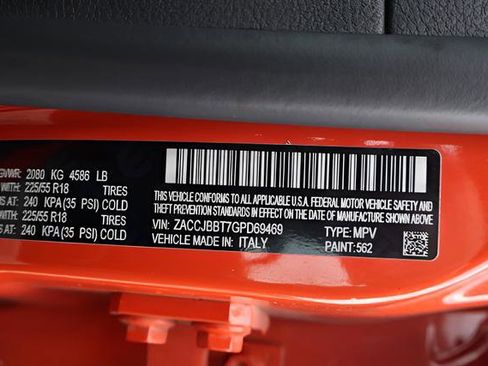 GVWR: 2080 KG 4586 LB
WITH: 225/55 R18 TIRES
AT: 240 KPA(35 PSI) COLD
WITH: 225/55 R18 TIRES
AT: 240 KPA(35 PSI) COLD
THIS VEHICLE CONFORMS TO ALL APPLICABLE U.S.A. FEDERAL MOTOR VEHICLE SAFETY
BUMPER AND THEFT PREVENTION STANDARDS IN EFFECT ON THE DATE OF
VIN: ZACCJBBT7GPD69469 TYPE: MPV
VEHICLE MADE IN: ITALY PAINT: 562